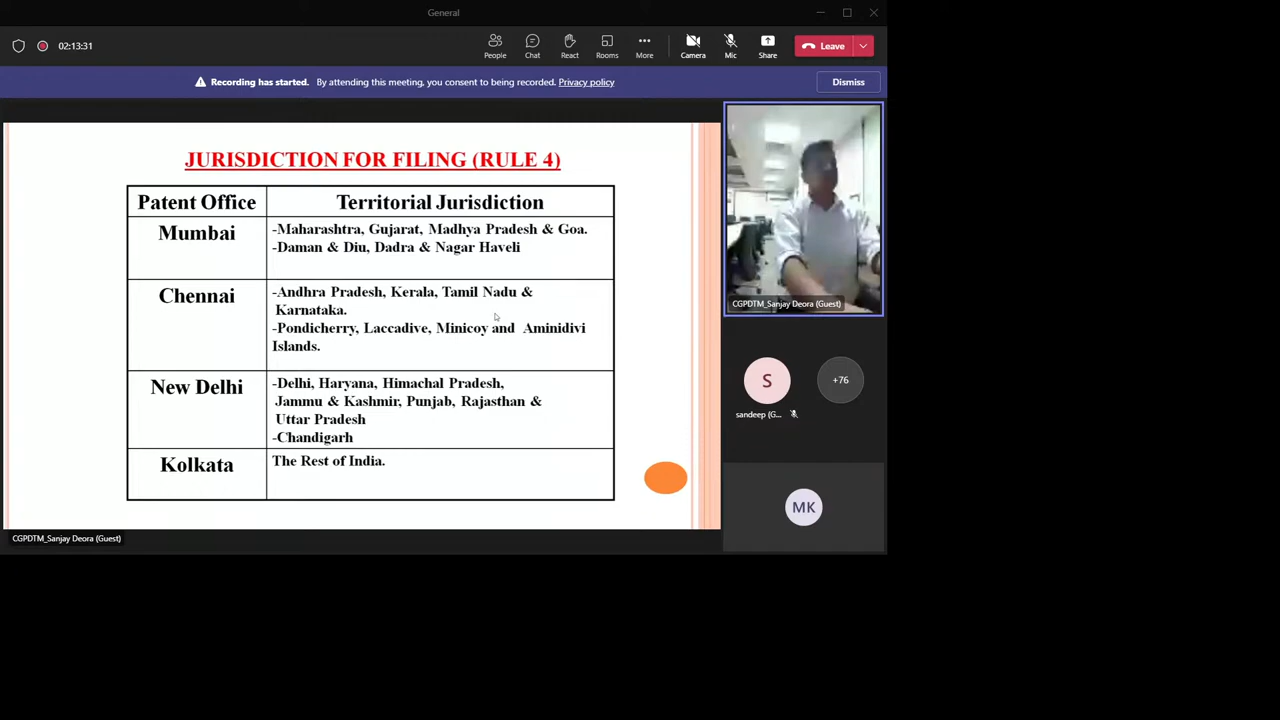 General
02:13:31
People
Chat
React
Rooms
More
Camera
Mic
Share
Leave
Recording has started. By attending this meeting, you consent to being recorded. Privacy policy
Dismiss
JURISDICTION FOR FILING (RULE 4)
Patent Office
Territorial Jurisdiction
Mumbai
-Maharashtra, Gujarat, Madhya Pradesh & Goa.
-Daman & Diu, Dadra & Nagar Haveli
Chennai
-Andhra Pradesh, Kerala, Tamil Nadu &
Karnataka.
-Pondicherry, Laccadive, Minicoy and Aminidivi
Islands.
New Delhi
-Delhi, Haryana, Himachal Pradesh,
Jammu & Kashmir, Punjab, Rajasthan &
Uttar Pradesh
-Chandigarh
Kolkata
The Rest of India.
CGPDTM_Sanjay Deora (Guest)
CGPDTM_Sanjay Deora (Guest)
S
+76
sandeep (G...
MK